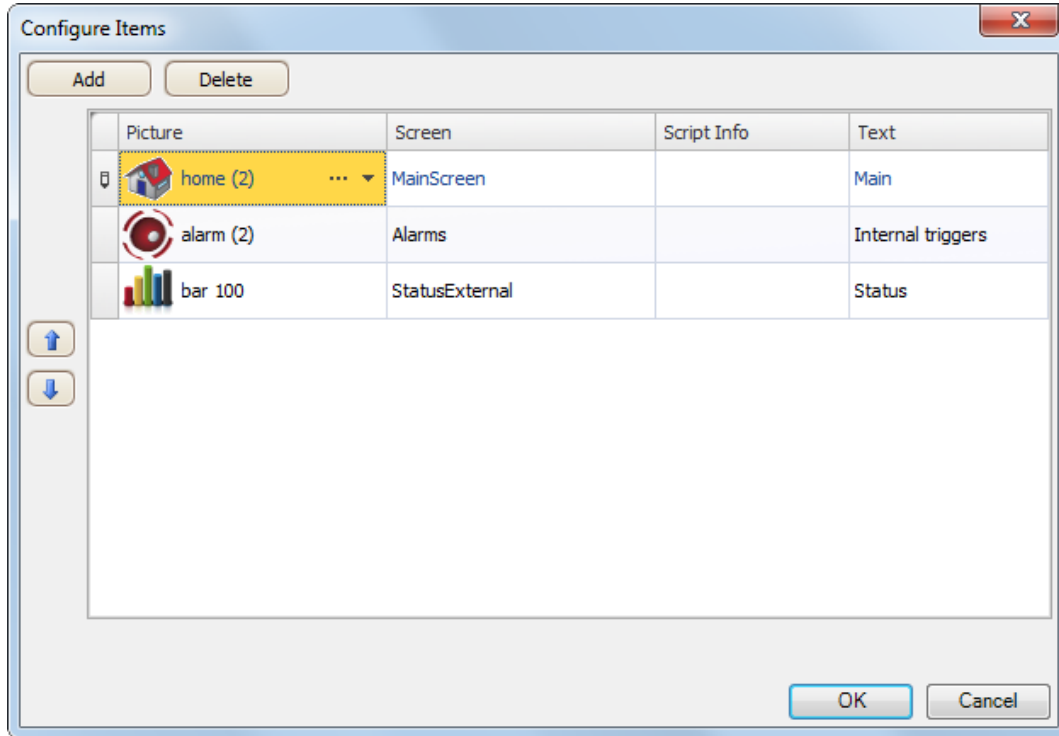 Configure Items
Add Delete
Picture Screen Script Info Text
home (2) ... MainScreen Main
alarm (2) Alarms Internal triggers
bar 100 StatusExternal Status
OK Cancel